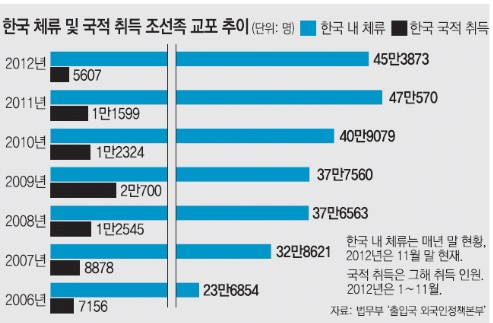 한국 체류 및 국적 취득 조선족 교포 추이 (단위: 명) 한국 내 체류 한국 국적 취득
2012년 45만3873
5607
2011년 47만570
1만1599
2010년 40만9079
1만2324
2009년 37만7560
2만700
2008년 37만6563
1만2545
2007년 32만8621
8878
2006년 23만6854
7156
한국 내 체류는 매년 말 현황,
2012년은 11월 말 현재.
국적 취득은 그해 취득 인원.
2012년은 1~11월.
자료: 법무부 '출입국 외국인정책본부'